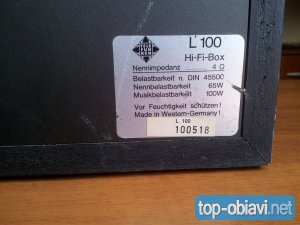 TELEFUNKEN
L 100
Hi-Fi-Box
Nennimpedanz 4 Ω
Belastbarkeit n. DIN 45500
Nennbelastbarkeit 65W
Musikbelastbarkeit 100W
Vor Feuchtigkeit schützen!
Made in Western-Germany!
L 100
100518
top-obiavi.net